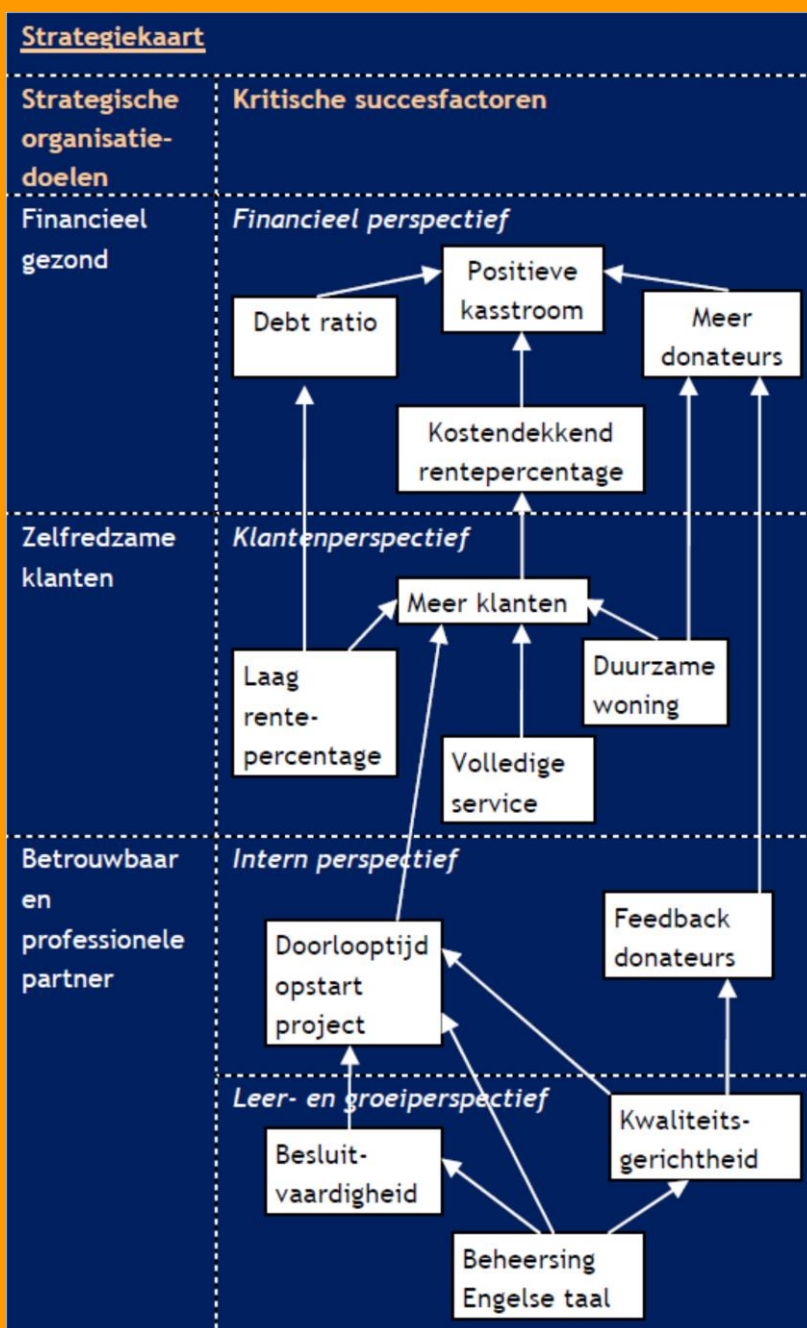 Strategiekaart
Strategische
organisatie-
doelen
Kritische succesfactoren
Financieel
gezond
Financieel perspectief
Positieve
kasstroom
Debt ratio
Meer
donateurs
Kostendekkend
rentepercentage
Zelfredzame
klanten
Klantenperspectief
Meer klanten
Laag
rente-
percentage
Duurzame
woning
Volledige
service
Betrouwbaar
en
professionele
partner
Intern perspectief
Doorlooptijd
opstart
project
Feedback
donateurs
Leer- en groeiperspectief
Besluit-
vaardigheid
Kwaliteits-
gerichtheid
Beheersing
Engelse taal